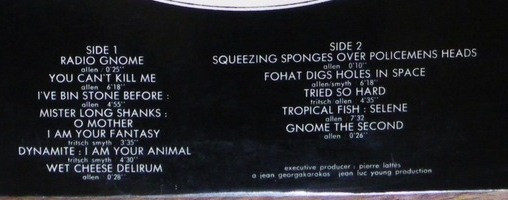 SIDE 1
RADIO GNOME
allen / 0'25''
YOU CAN'T KILL ME
allen / 6'18''
I'VE BIN STONE BEFORE :
allen / 4'55''
MISTER LONG SHANKS :
O MOTHER
I AM YOUR FANTASY
fritsch smyth / 3'35''
DYNAMITE : I AM YOUR ANIMAL
fritsch smyth / 4'30''
WET CHEESE DELIRUM
allen / 0'28''
SIDE 2
SQUEEZING SPONGES OVER POLICEMENS HEADS
allen / 0'10''
FOHAT DIGS HOLES IN SPACE
allen/smyth / 6'18''
TRIED SO HARD
fritsch/allen / 4'35''
TROPICAL FISH : SELENE
allen / 7'32
GNOME THE SECOND
allen / 0'26''
executive producer : pierre lattès
a jean georgakarakos jean luc young production